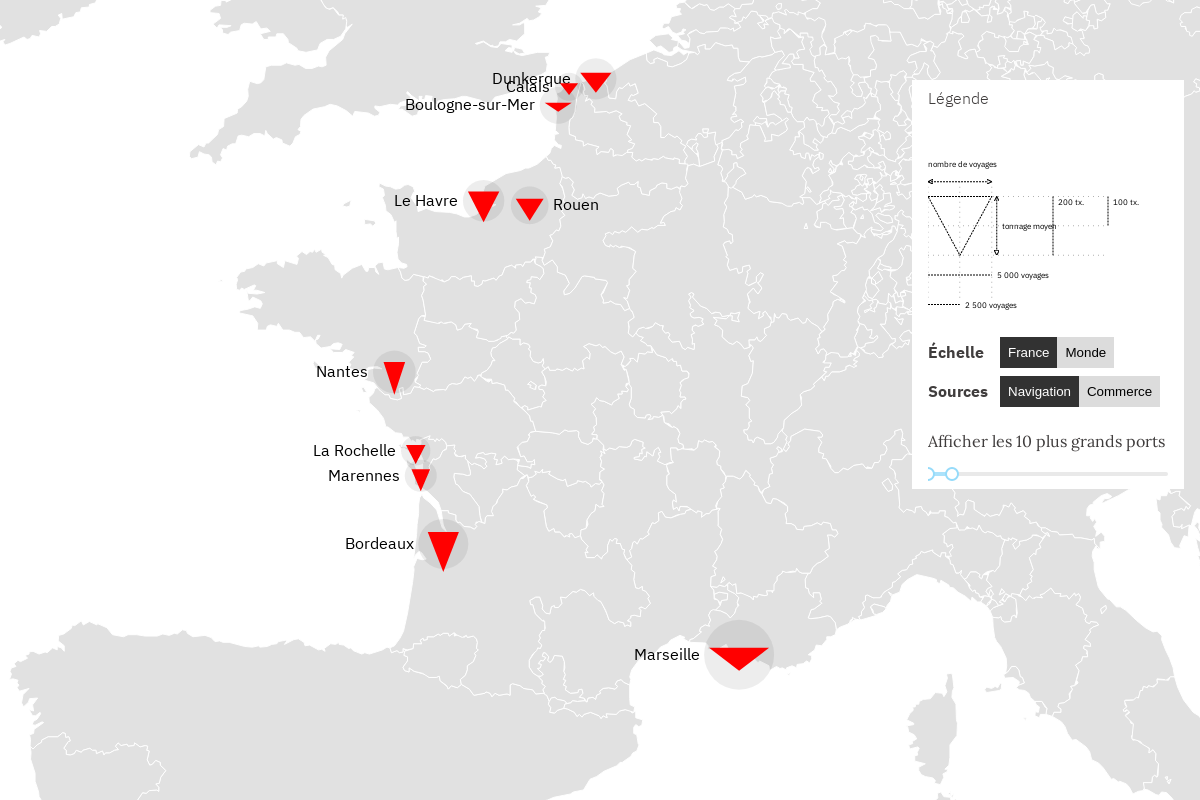 Dunkerque
Calais
Boulogne-sur-Mer
Le Havre
Rouen
Nantes
La Rochelle
Marennes
Bordeaux
Marseille
Légende
nombre de voyages
200 tx.
100 tx.
tonnage moyen
5 000 voyages
2 500 voyages
Échelle France Monde
Sources Navigation Commerce
Afficher les 10 plus grands ports